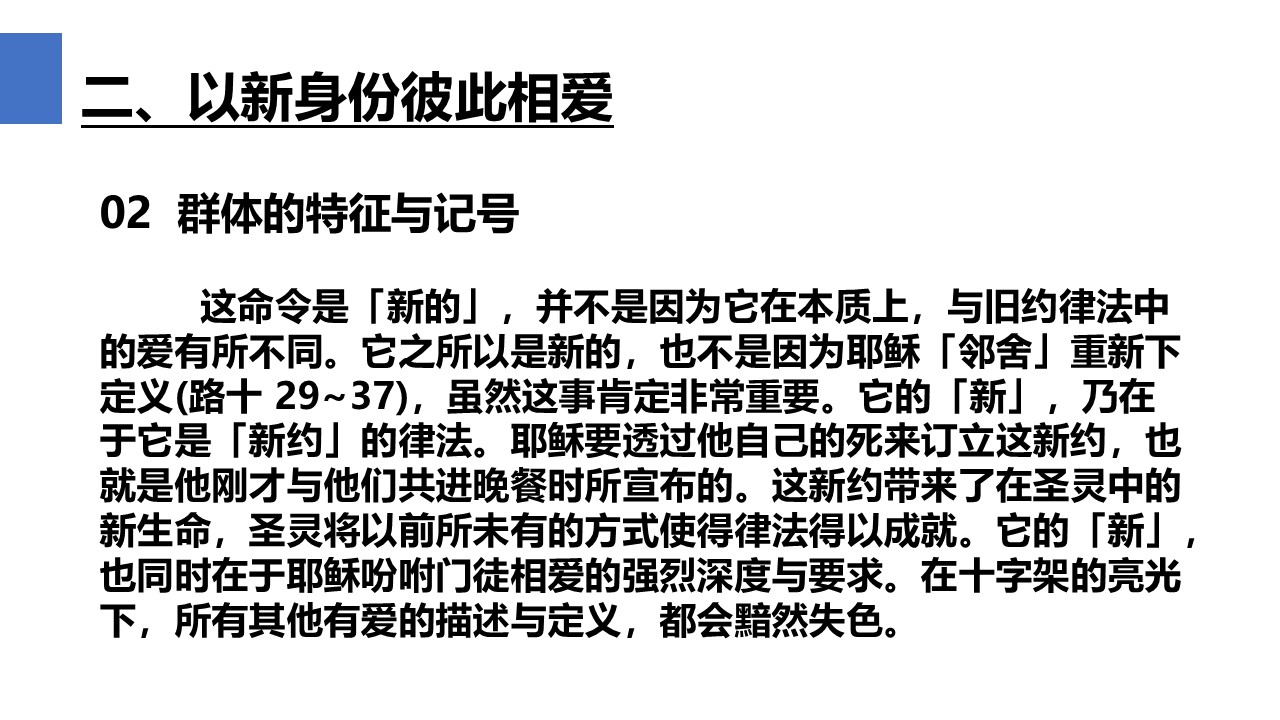 二、以新身份彼此相爱
02 群体的特征与记号
这命令是「新的」，并不是因为它在本质上，与旧约律法中
的爱有所不同。它之所以是新的，也不是因为耶稣「邻舍」重新下
定义(路十 29~37)，虽然这事肯定非常重要。它的「新」，乃在
于它是「新约」的律法。耶稣要透过他自己的死来订立这新约，也
就是他刚才与他们共进晚餐时所宣布的。这新约带来了在圣灵中的
新生命，圣灵将以前所未有的方式使得律法得以成就。它的「新」，
也同时在于耶稣吩咐门徒相爱的强烈深度与要求。在十字架的亮光
下，所有其他有爱的描述与定义，都会黯然失色。